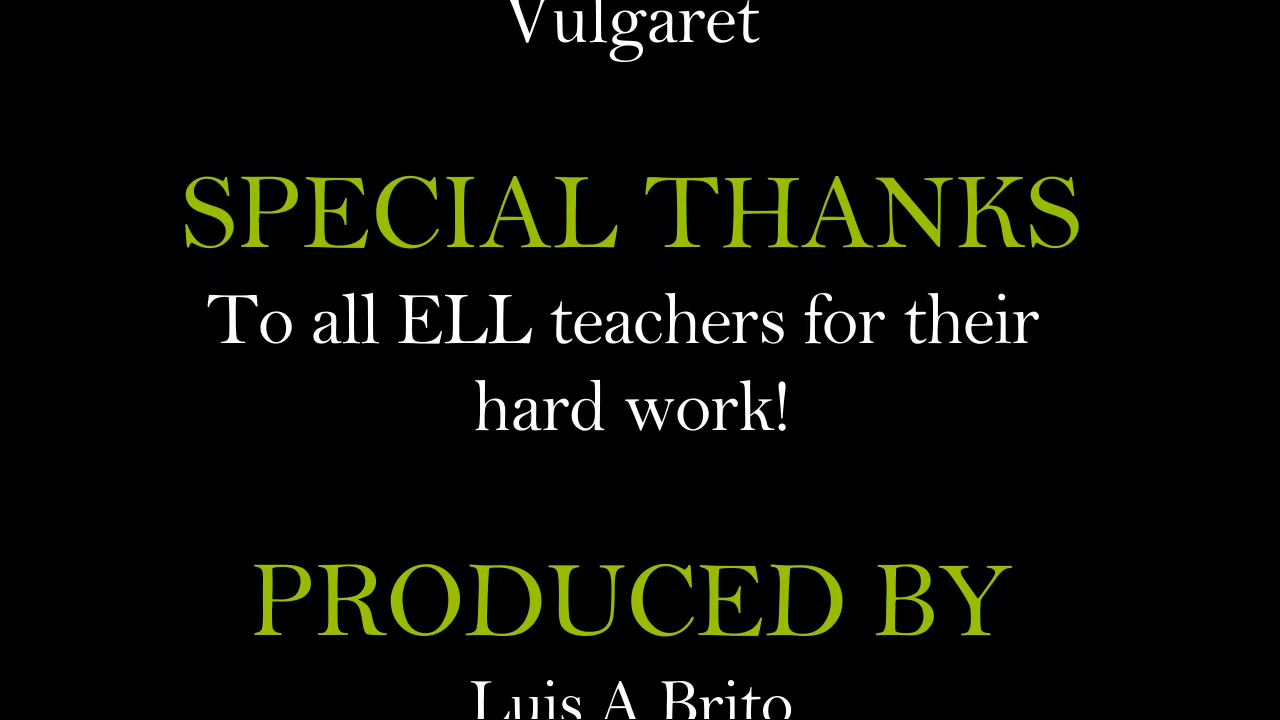 Vulgaret
SPECIAL THANKS
To all ELL teachers for their
hard work!
PRODUCED BY
Luis A Brito